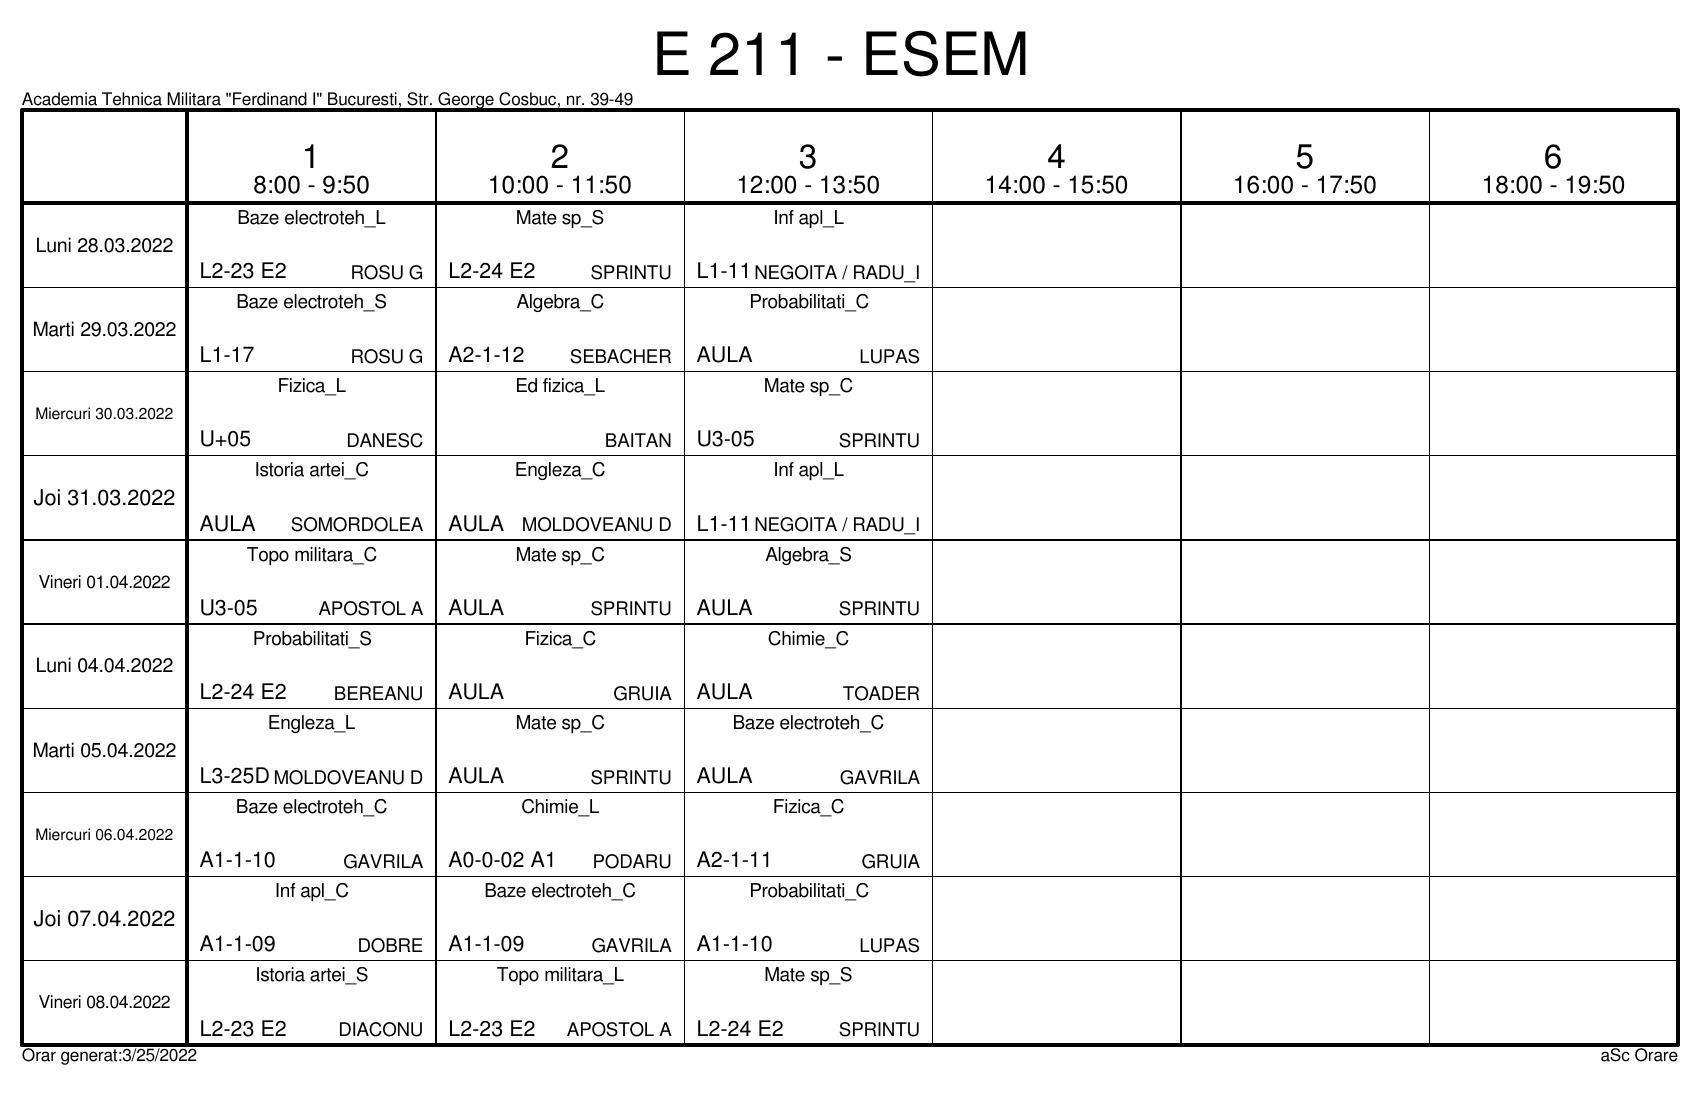 E 211 - ESEM
Academia Tehnica Militara "Ferdinand I" Bucuresti, Str. George Cosbuc, nr. 39-49
1 2 3 4 5 6
8:00 - 9:50 10:00 - 11:50 12:00 - 13:50 14:00 - 15:50 16:00 - 17:50 18:00 - 19:50
Baze electroteh_L Mate sp_S Inf apl_L
Luni 28.03.2022
L2-23 E2 ROSU G L2-24 E2 SPRINTU L1-11 NEGOITA / RADU_I
Baze electroteh_S Algebra_C Probabilitati_C
Marti 29.03.2022
L1-17 ROSU G A2-1-12 SEBACHER AULA LUPAS
Fizica_L Ed fizica_L Mate sp_C
Miercuri 30.03.2022
U+05 DANESC BAITAN U3-05 SPRINTU
Istoria artei_C Engleza_C Inf apl_L
Joi 31.03.2022
AULA SOMORDOLEA AULA MOLDOVEANU D L1-11 NEGOITA / RADU_I
Topo militara_C Mate sp_C Algebra_S
Vineri 01.04.2022
U3-05 APOSTOL A AULA SPRINTU AULA SPRINTU
Probabilitati_S Fizica_C Chimie_C
Luni 04.04.2022
L2-24 E2 BEREANU AULA GRUIA AULA TOADER
Engleza_L Mate sp_C Baze electroteh_C
Marti 05.04.2022
L3-25D MOLDOVEANU D AULA SPRINTU AULA GAVRILA
Baze electroteh_C Chimie_L Fizica_C
Miercuri 06.04.2022
A1-1-10 GAVRILA A0-0-02 A1 PODARU A2-1-11 GRUIA
Inf apl_C Baze electroteh_C Probabilitati_C
Joi 07.04.2022
A1-1-09 DOBRE A1-1-09 GAVRILA A1-1-10 LUPAS
Istoria artei_S Topo militara_L Mate sp_S
Vineri 08.04.2022
L2-23 E2 DIACONU L2-23 E2 APOSTOL A L2-24 E2 SPRINTU
Orar generat:3/25/2022 aSc Orare